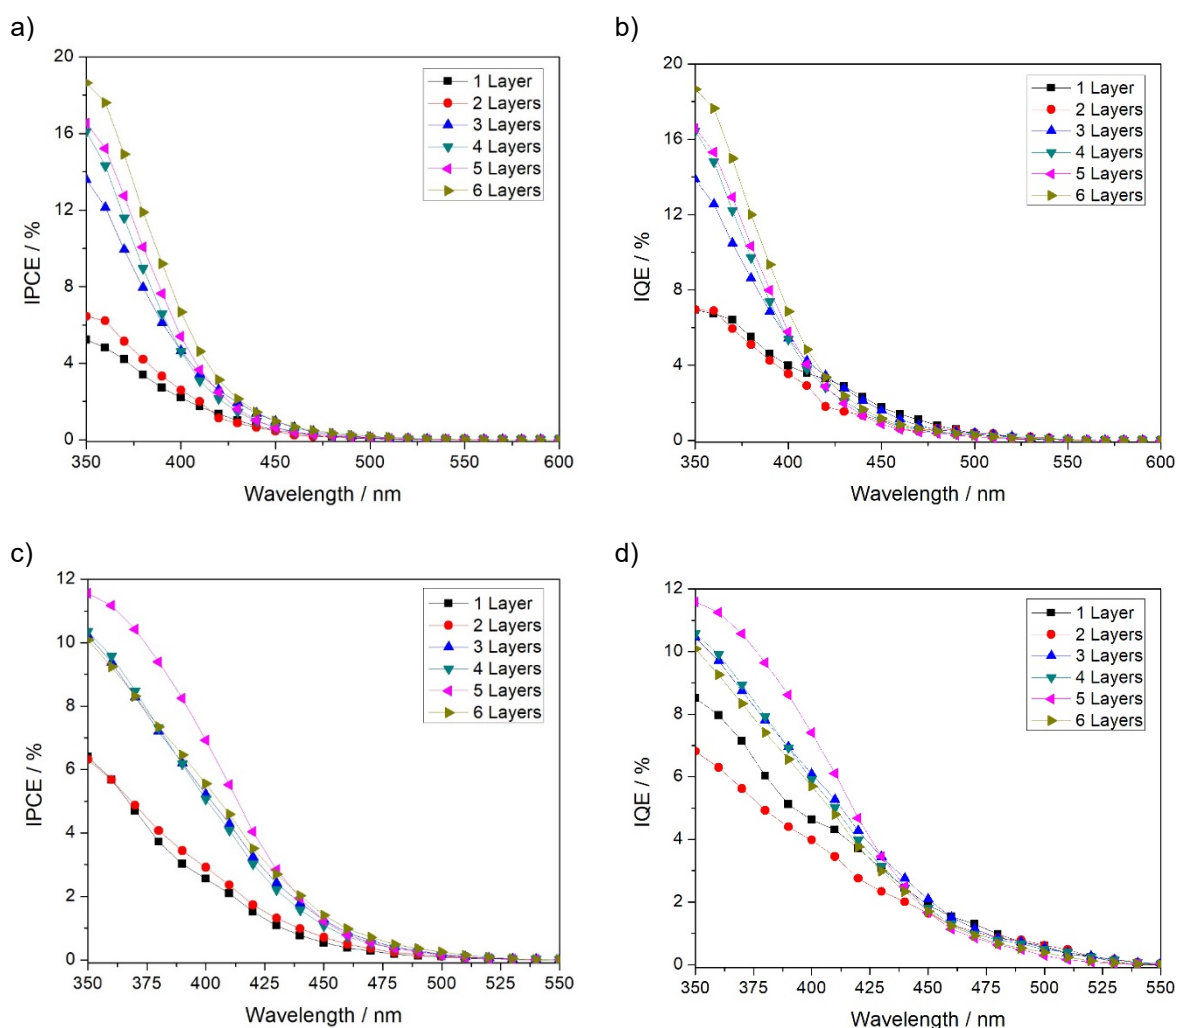 a)
20
16
12
8
4
0
IPCE / %
350 400 450 500 550 600
Wavelength / nm
1 Layer
2 Layers
3 Layers
4 Layers
5 Layers
6 Layers
b)
20
16
12
8
4
0
IQE / %
350 400 450 500 550 600
Wavelength / nm
1 Layer
2 Layers
3 Layers
4 Layers
5 Layers
6 Layers
c)
12
10
8
6
4
2
0
IPCE / %
350 375 400 425 450 475 500 525 550
Wavelength / nm
1 Layer
2 Layers
3 Layers
4 Layers
5 Layers
6 Layers
d)
12
10
8
6
4
2
0
IQE / %
350 375 400 425 450 475 500 525 550
Wavelength / nm
1 Layer
2 Layers
3 Layers
4 Layers
5 Layers
6 Layers